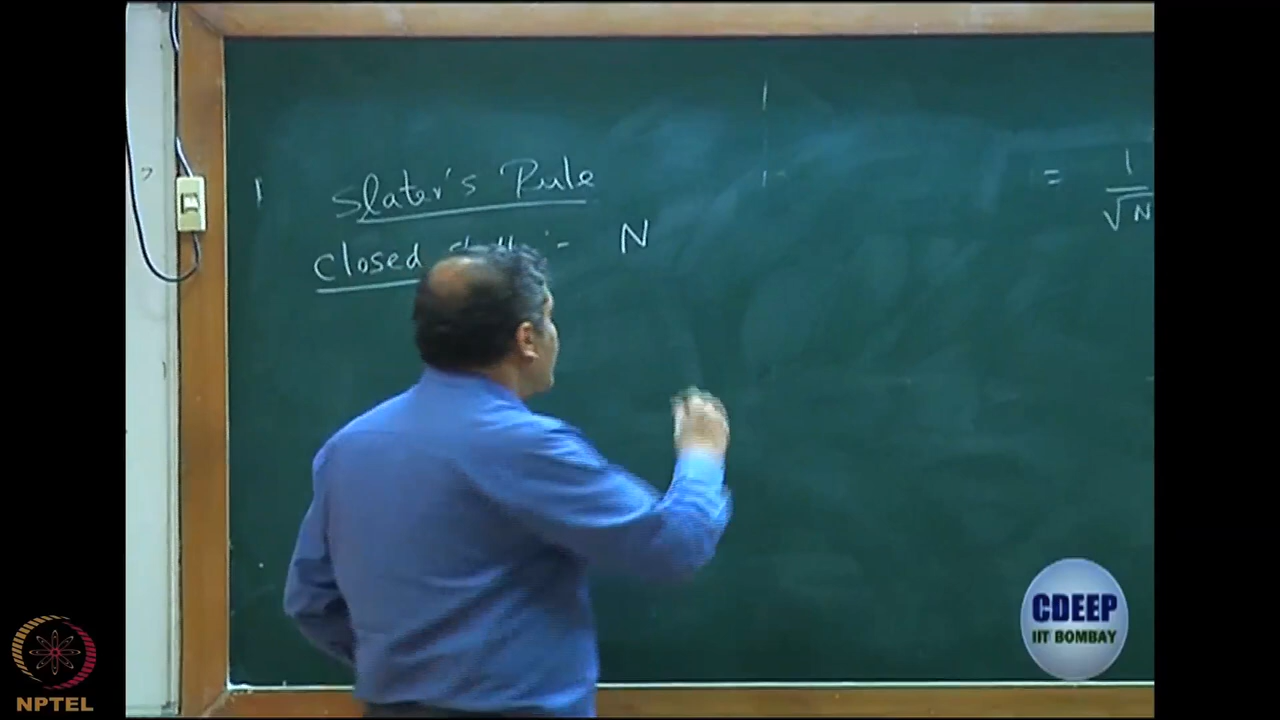 Slater's Rule
closed :- N
= 1
√N
CDEEP
IIT BOMBAY
NPTEL